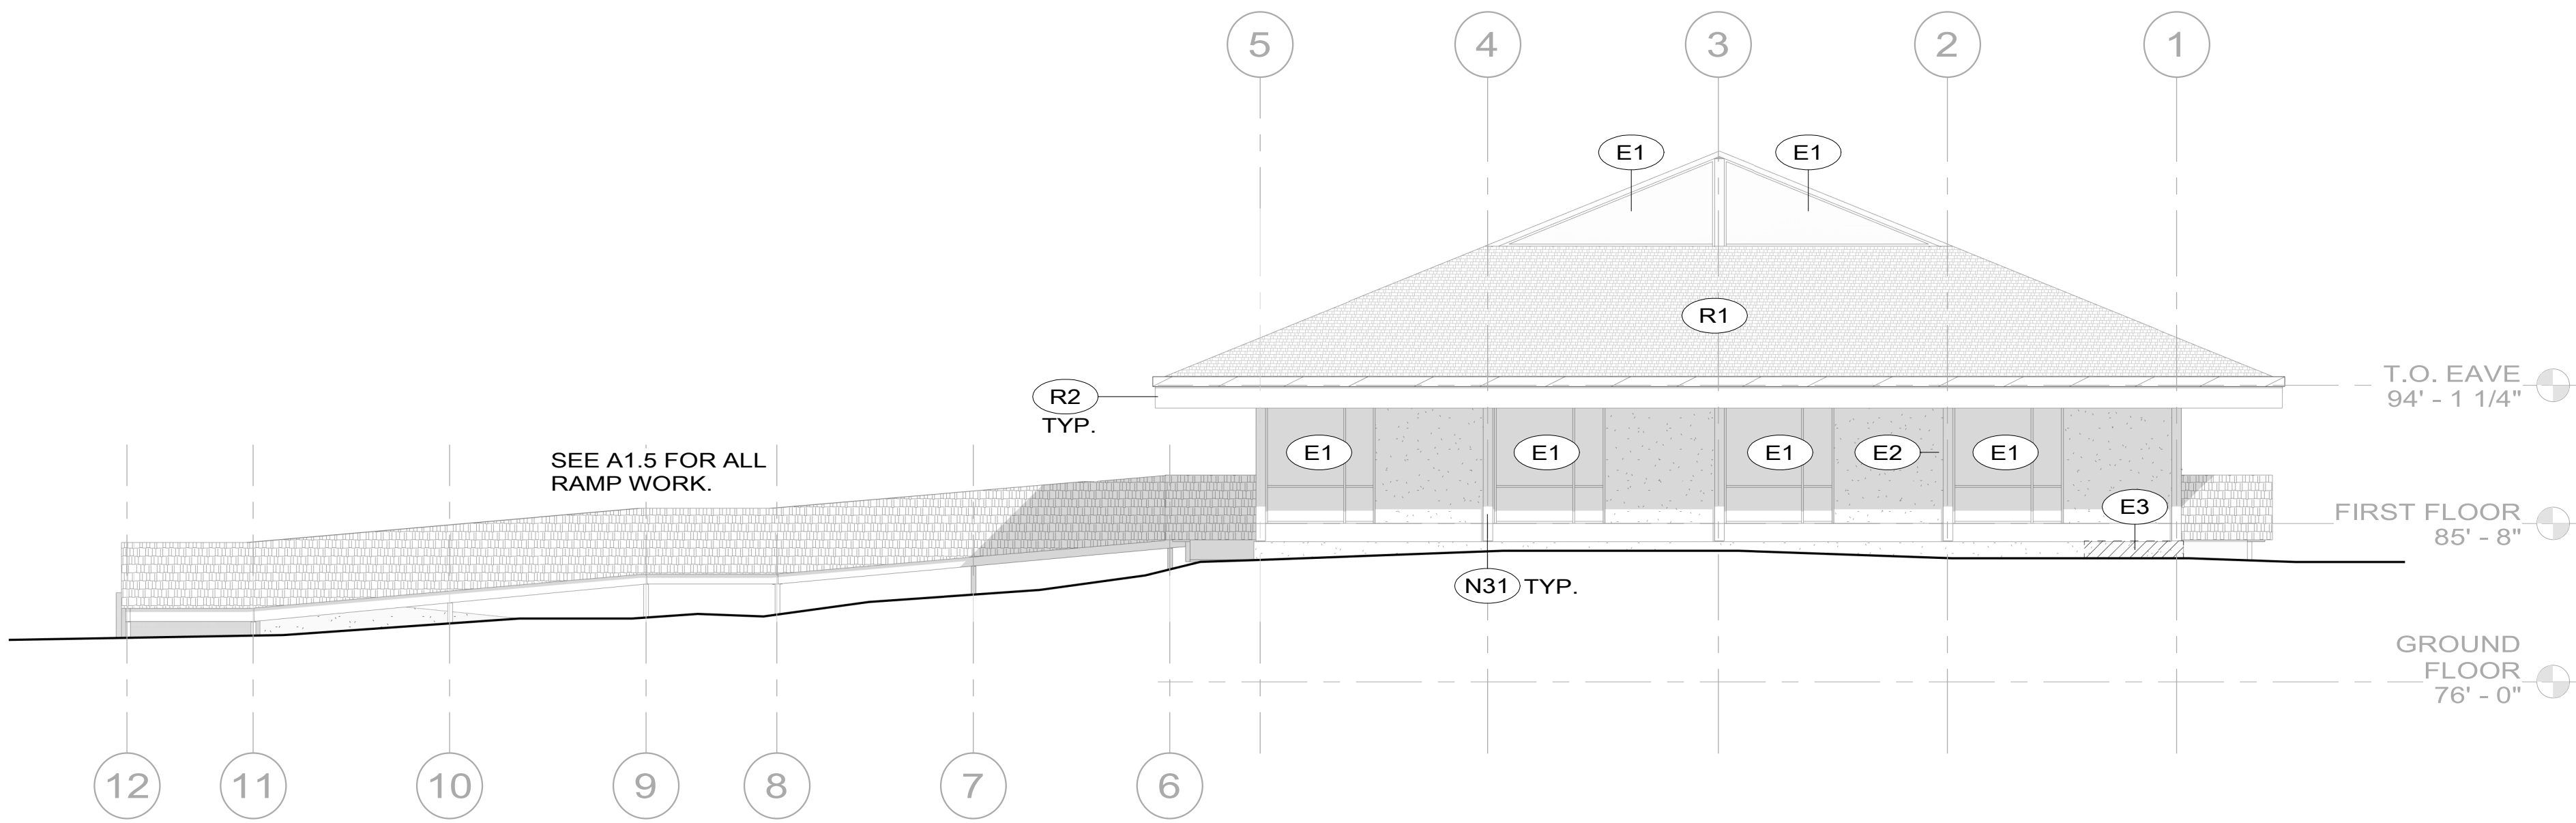 5
4
3
2
1
E1
E1
R1
T.O. EAVE
94' - 1 1/4"
R2
TYP.
E1
E1
E1
E2
E1
SEE A1.5 FOR ALL
RAMP WORK.
E3
FIRST FLOOR
85' - 8"
N31 TYP.
GROUND
FLOOR
76' - 0"
12
11
10
9
8
7
6